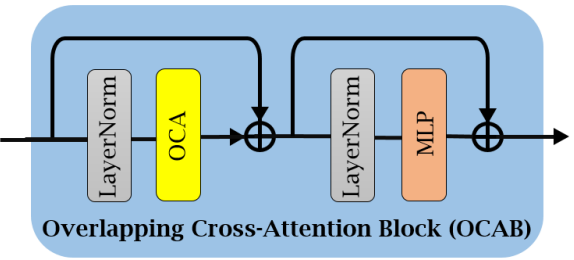 LayerNorm
OCA
LayerNorm
MLP
Overlapping Cross-Attention Block (OCAB)